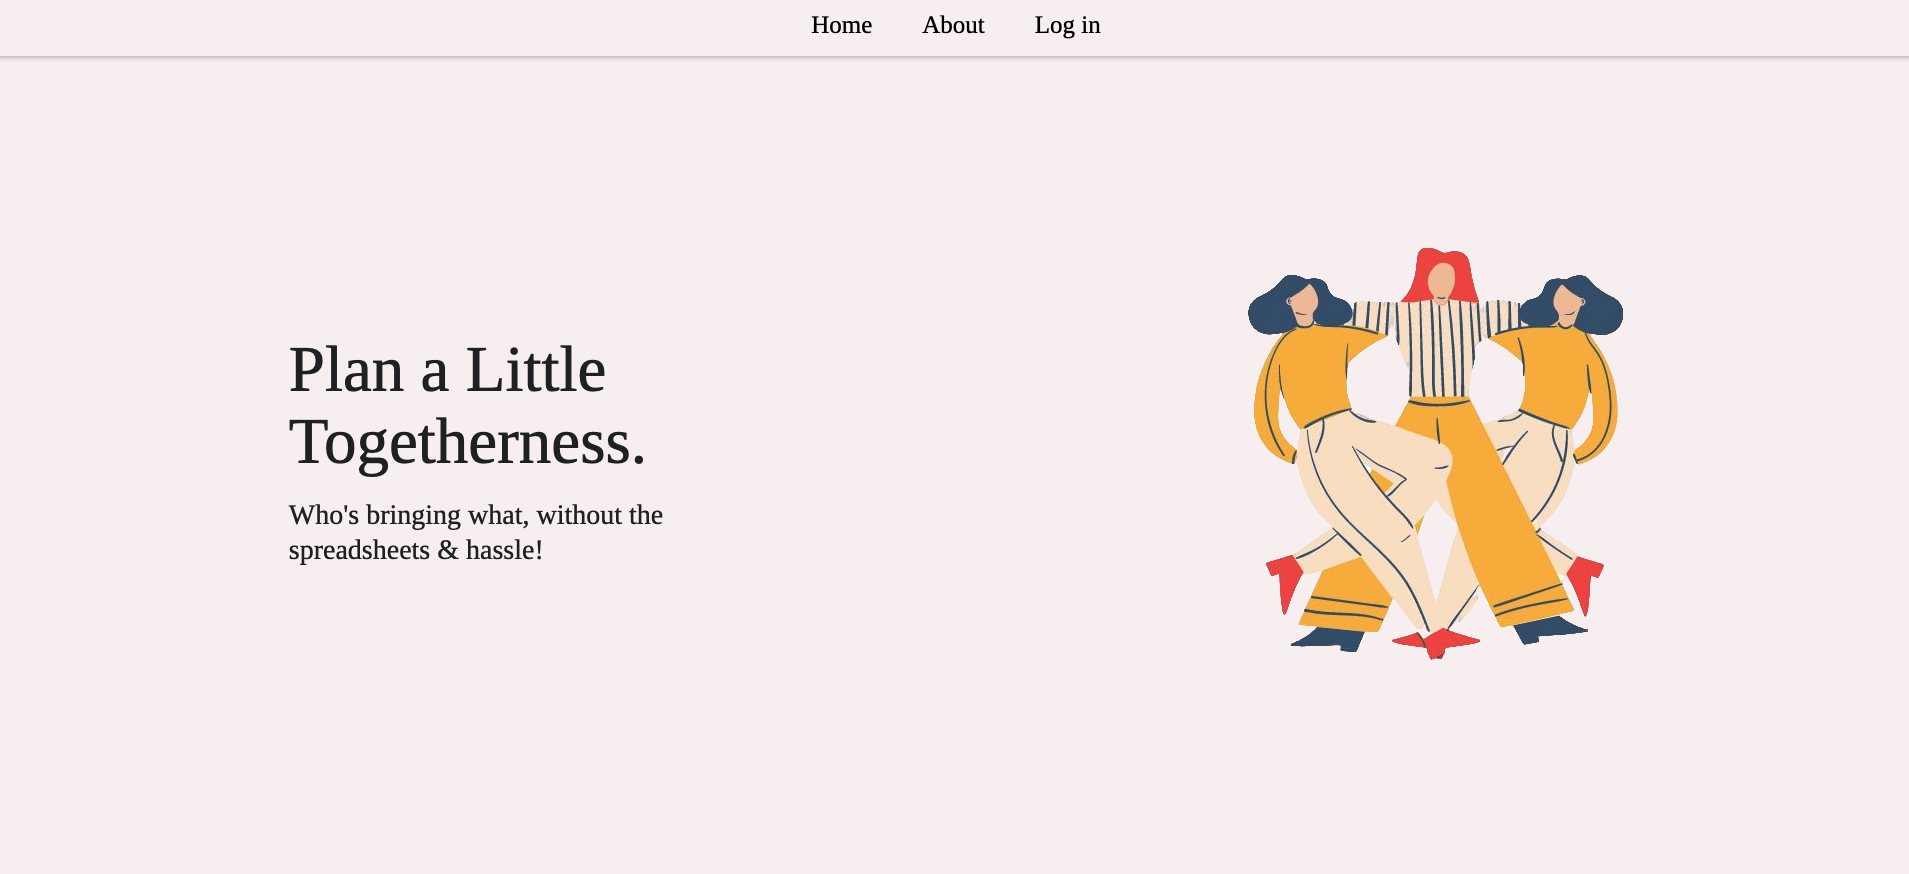 Home About Log in
Plan a Little
Togetherness.
Who's bringing what, without the
spreadsheets & hassle!